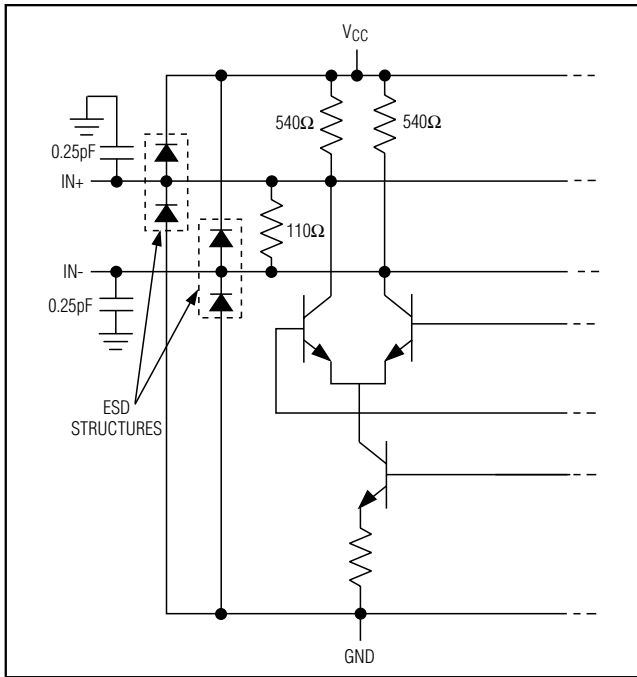 VCC
540Ω
540Ω
0.25pF
IN+
110Ω
IN-
0.25pF
ESD
STRUCTURES
GND